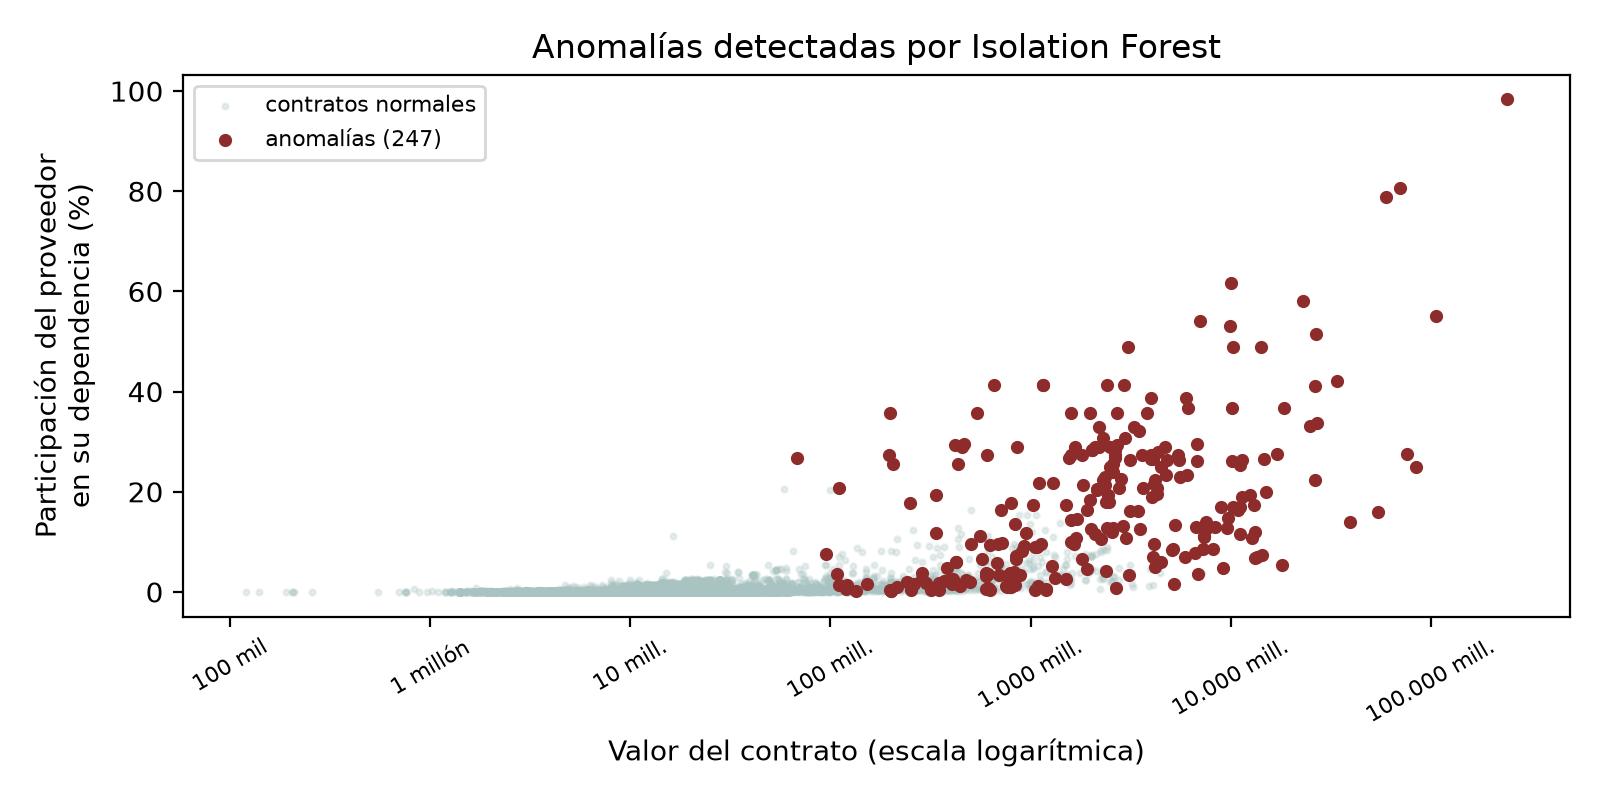 Anomalías detectadas por Isolation Forest
contratos normales
anomalías (247)
Participación del proveedor
en su dependencia (%)
100
80
60
40
20
0
100 mil
1 millón
10 mill.
100 mill.
1.000 mill.
10.000 mill.
100.000 mill.
Valor del contrato (escala logarítmica)